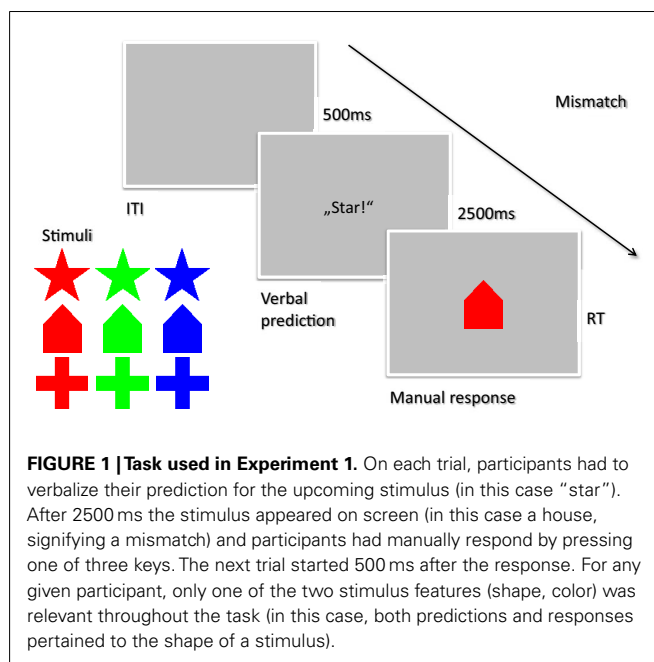 Mismatch
500ms
ITI
„Star!“
2500ms
Stimuli
Verbal
prediction
RT
Manual response
FIGURE 1 | Task used in Experiment 1. On each trial, participants had to
verbalize their prediction for the upcoming stimulus (in this case “star”).
After 2500 ms the stimulus appeared on screen (in this case a house,
signifying a mismatch) and participants had manually respond by pressing
one of three keys. The next trial started 500 ms after the response. For any
given participant, only one of the two stimulus features (shape, color) was
relevant throughout the task (in this case, both predictions and responses
pertained to the shape of a stimulus).